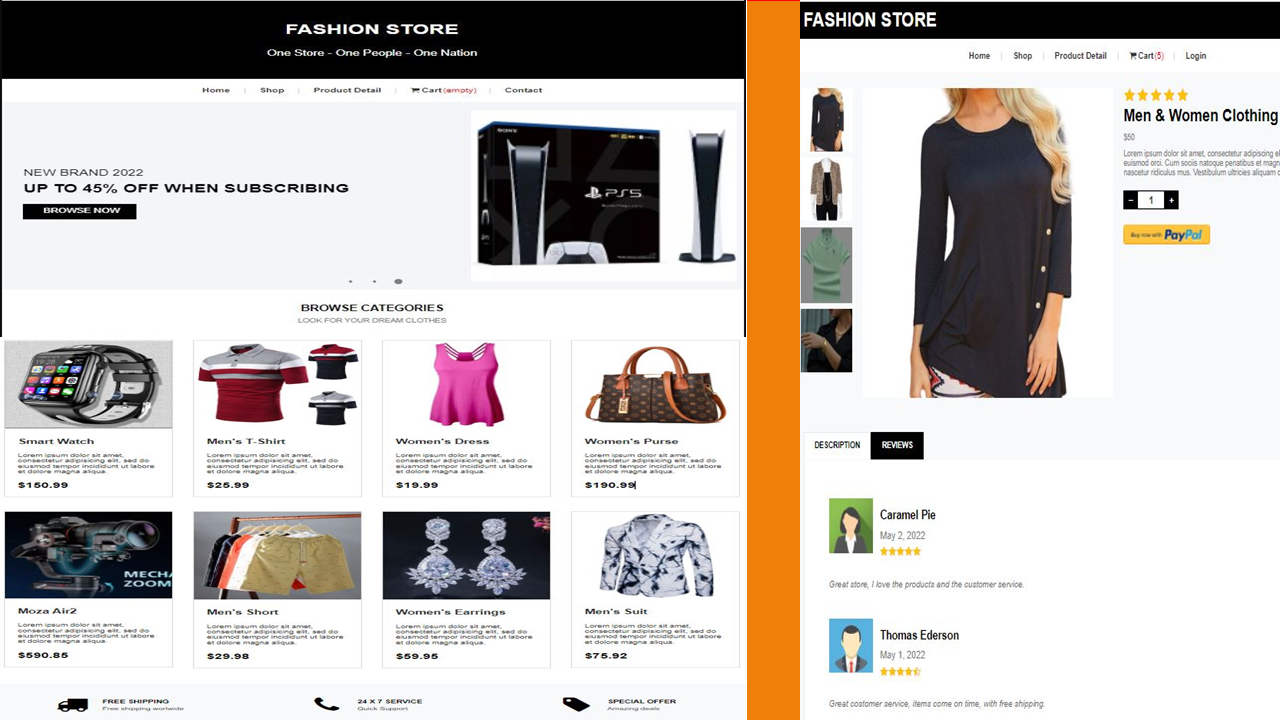 FASHION STORE
One Store - One People - One Nation
Home | Shop | Product Detail | Cart(empty) | Contact
NEW BRAND 2022
UP TO 45% OFF WHEN SUBSCRIBING
BROWSE NOW
SONY
PS5
BROWSE CATEGORIES
LOOK FOR YOUR DREAM CLOTHES
Smart Watch
Lorem ipsum dolor sit amet,
consectetur adipisicing elit, sed do
eiusmod tempor incididunt ut labore
et dolore magna aliqua.
$150.99
Men's T-Shirt
Lorem ipsum dolor sit amet,
consectetur adipisicing elit, sed do
eiusmod tempor incididunt ut labore
et dolore magna aliqua.
$25.99
Women's Dress
Lorem ipsum dolor sit amet,
consectetur adipisicing elit, sed do
eiusmod tempor incididunt ut labore
et dolore magna aliqua.
$19.99
Women's Purse
Lorem ipsum dolor sit amet,
consectetur adipisicing elit, sed do
eiusmod tempor incididunt ut labore
et dolore magna aliqua.
$190.99
MECHA
ZOOM
Moza Air2
Lorem ipsum dolor sit amet,
consectetur adipisicing elit, sed do
eiusmod tempor incididunt ut labore
et dolore magna aliqua.
$590.85
Men's Short
Lorem ipsum dolor sit amet,
consectetur adipisicing elit, sed do
eiusmod tempor incididunt ut labore
et dolore magna aliqua.
$29.98
Women's Earrings
Lorem ipsum dolor sit amet,
consectetur adipisicing elit, sed do
eiusmod tempor incididunt ut labore
et dolore magna aliqua.
$59.95
Men's Suit
Lorem ipsum dolor sit amet,
consectetur adipisicing elit, sed do
eiusmod tempor incididunt ut labore
et dolore magna aliqua.
$75.92
FREE SHIPPING
Free shipping worlwide
24 X 7 SERVICE
Quick Support
SPECIAL OFFER
Amazing deals
FASHION STORE
Home | Shop | Product Detail | Cart(5) | Login
Men & Women Clothing
$50
Lorem ipsum dolor sit amet, consectetur adipiscing el
euismod orci. Cum sociis natoque penatibus et magn
nascetur ridiculus mus. Vestibulum ultricies aliquam c
− 1 +
Buy now with PayPal
DESCRIPTION
REVIEWS
Caramel Pie
May 2, 2022
Great store, I love the products and the customer service.
Thomas Ederson
May 1, 2022
Great costomer service, items come on time, with free shipping.